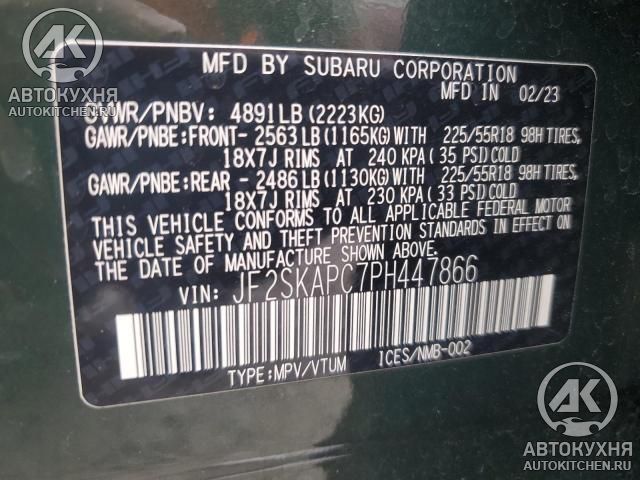 MFD BY SUBARU CORPORATION
MFD IN 02/23
GVWR/PNBV: 4891LB (2223KG)
GAWR/PNBE:FRONT- 2563LB (1165KG) WITH 225/55R18 98H TIRES,
18X7J RIMS AT 240 KPA ( 35 PSI) COLD
GAWR/PNBE:REAR - 2486LB (1130KG) WITH 225/55R18 98H TIRES,
18X7J RIMS AT 230 KPA ( 33 PSI) COLD
THIS VEHICLE CONFORMS TO ALL APPLICABLE FEDERAL MOTOR
VEHICLE SAFETY AND THEFT PREVENTION STANDARDS IN EFFECT ON
THE DATE OF MANUFACTURE SHOWN ABOVE.
VIN: JF2SKAPC7PH447866
TYPE:MPV/VTUM ICES/NMB-002
АК
АВТОКУХНЯ
AUTOKITCHEN.RU
АК
АВТОКУХНЯ
AUTOKITCHEN.RU